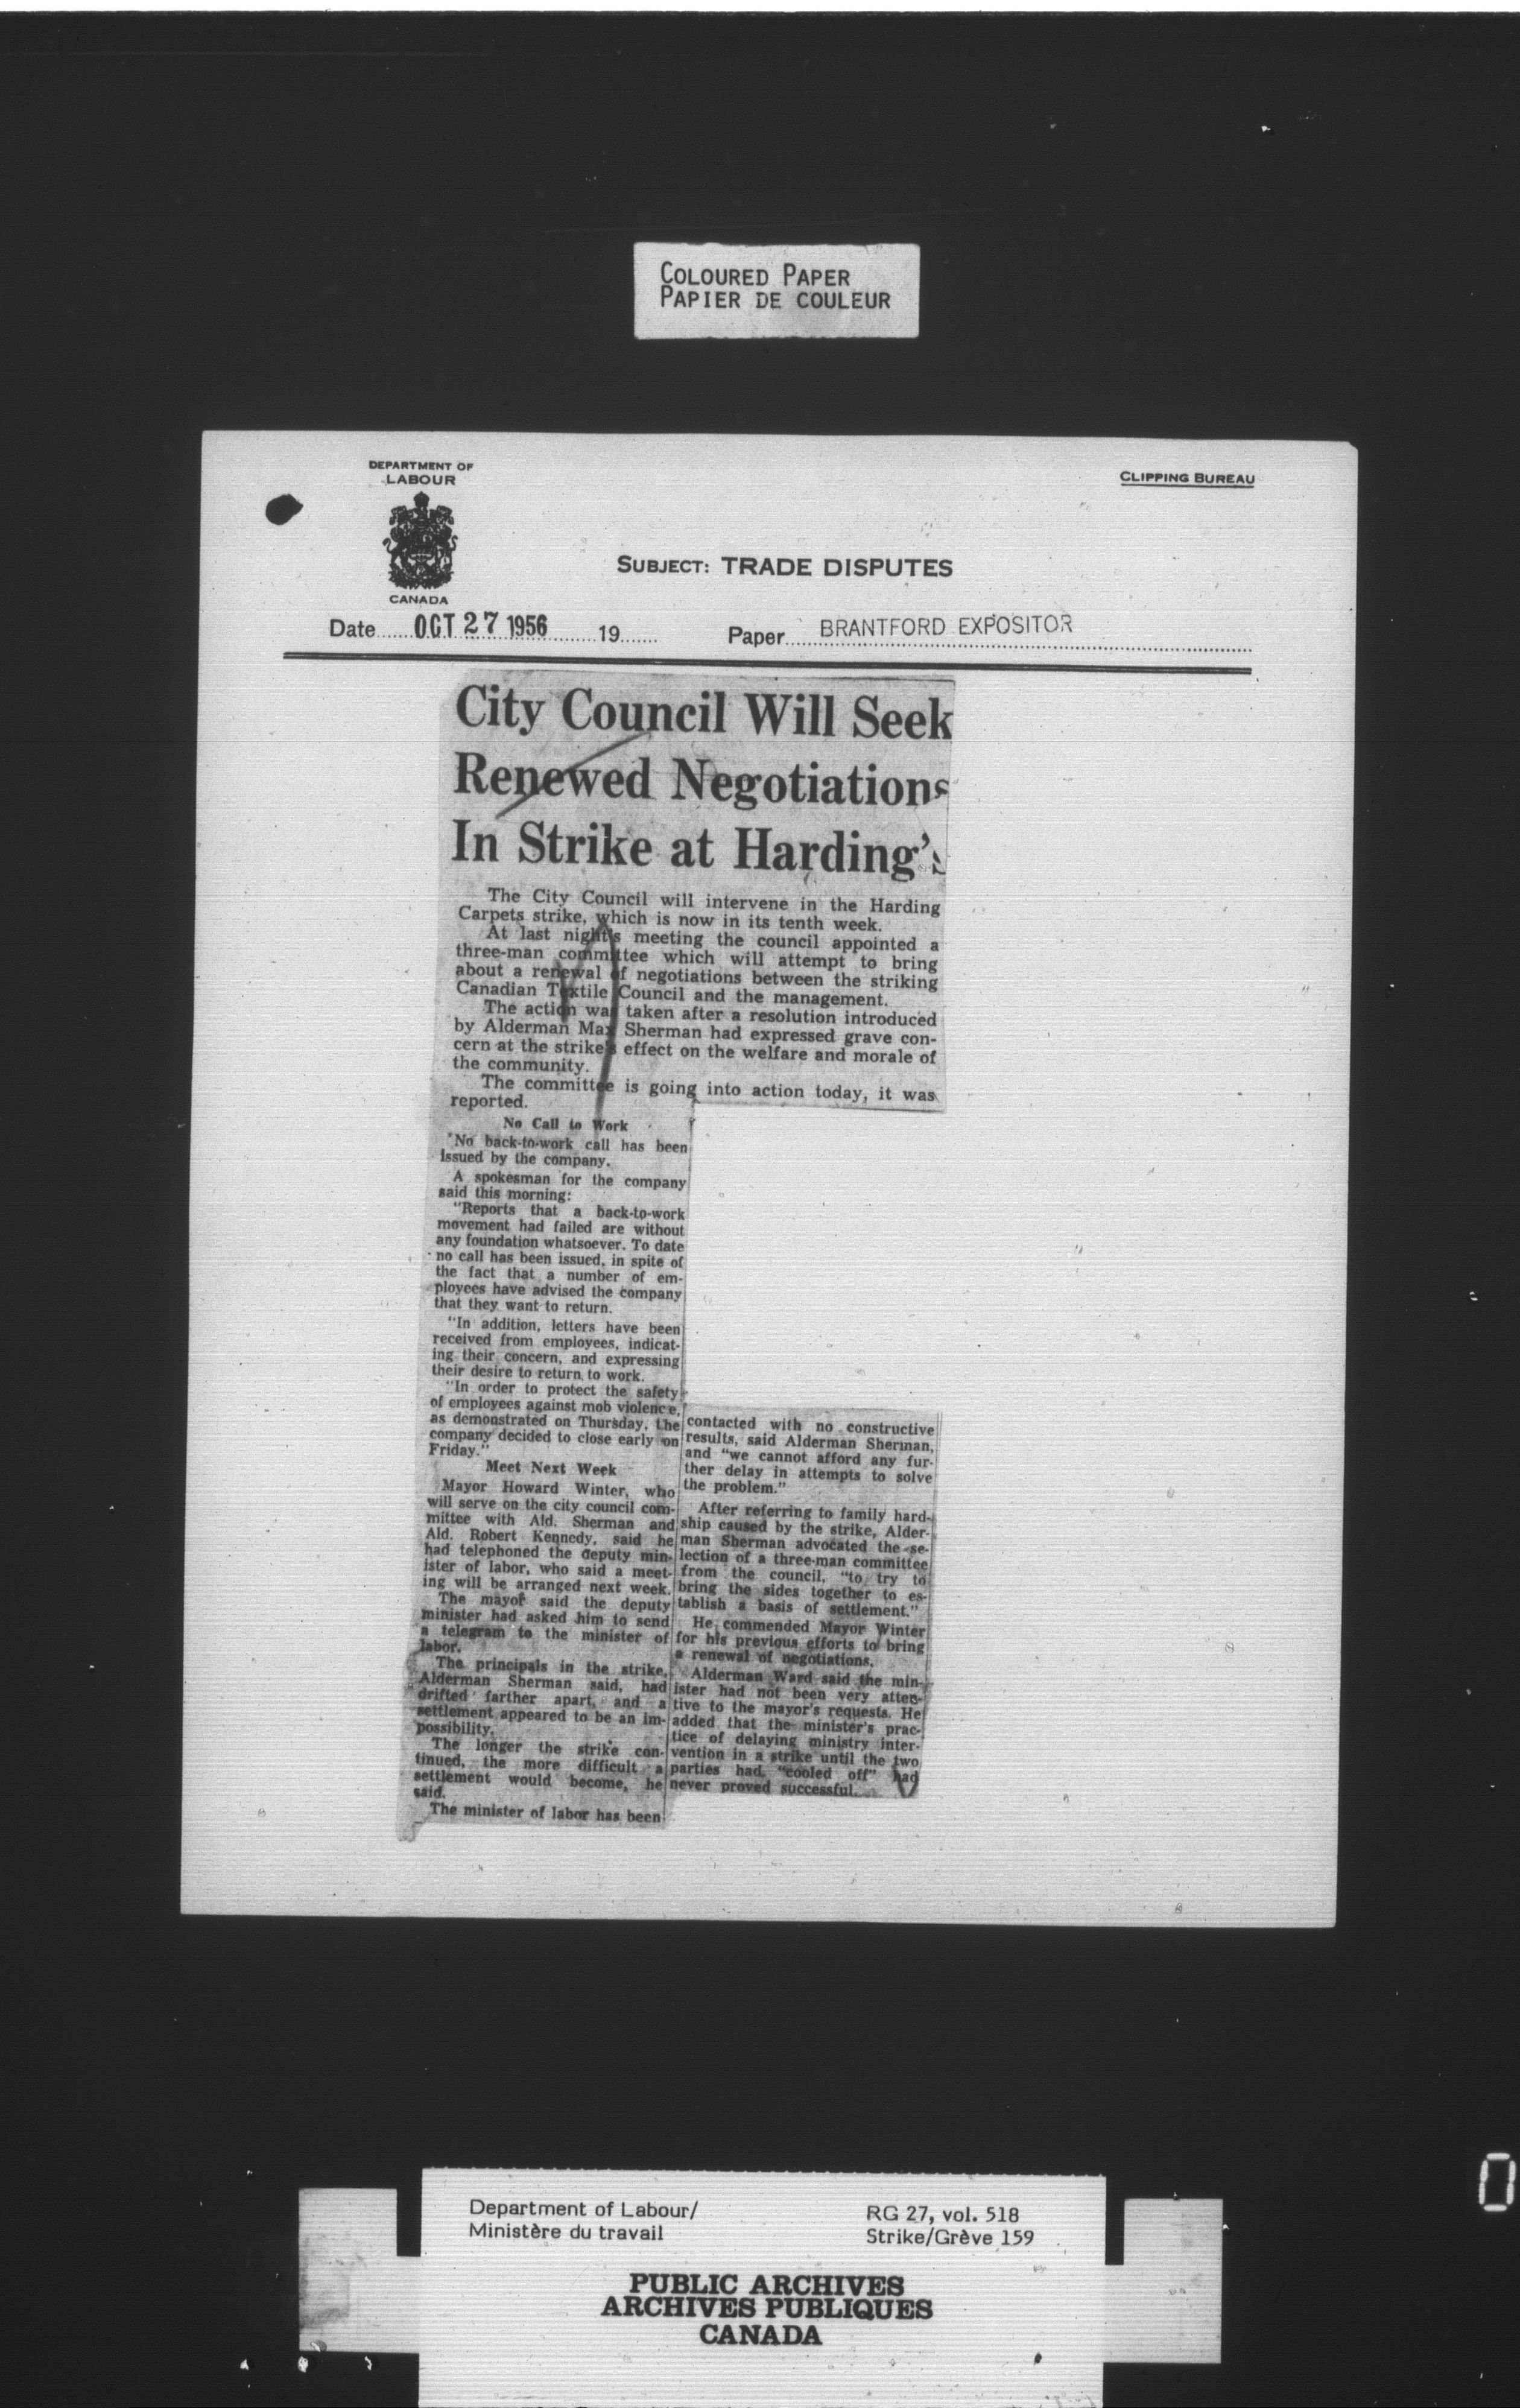 COLOURED PAPER
PAPIER DE COULEUR
DEPARTMENT OF
LABOUR
CANADA
CLIPPING BUREAU
SUBJECT: TRADE DISPUTES
Date OCT 27 1956 19
Paper BRANTFORD EXPOSITOR
City Council Will Seek
Renewed Negotiations
In Strike at Harding's
The City Council will intervene in the Harding
Carpets strike, which is now in its tenth week.
At last night's meeting the council appointed a
three-man committee which will attempt to bring
about a renewal of negotiations between the striking
Canadian Textile Council and the management.
The action was taken after a resolution introduced
by Alderman Max Sherman had expressed grave con-
cern at the strike's effect on the welfare and morale of
the community.
The committee is going into action today, it was
reported.
No Call to Work
No back-to-work call has been
issued by the company.
A spokesman for the company
said this morning:
"Reports that a back-to-work
movement had failed are without
any foundation whatsoever. To date
no call has been issued, in spite of
the fact that a number of em-
ployees have advised the company
that they want to return.
"In addition, letters have been
received from employees, indicat-
ing their concern, and expressing
their desire to return to work.
"In order to protect the safety
of employees against mob violence,
as demonstrated on Thursday, the
company decided to close early on
Friday."
Meet Next Week
Mayor Howard Winter, who
will serve on the city council com-
mittee with Ald. Sherman and
Ald. Robert Kennedy, said he
had telephoned the deputy min-
ister of labor, who said a meet-
ing will be arranged next week.
The mayor said the deputy
minister had asked him to send
a telegram to the minister of
labor.
The principals in the strike,
Alderman Sherman said, had
drifted farther apart, and a
settlement appeared to be an im-
possibility.
The longer the strike con-
tinued, the more difficult a
settlement would become, he
said.
The minister of labor has been
contacted with no constructive
results, said Alderman Sherman,
and "we cannot afford any fur-
ther delay in attempts to solve
the problem."
After referring to family hard-
ship caused by the strike, Alder-
man Sherman advocated the se-
lection of a three-man committee
from the council, "to try to
bring the sides together to es-
tablish a basis of settlement."
He commended Mayor Winter
for his previous efforts to bring
a renewal of negotiations.
Alderman Ward said the min-
ister had not been very atten-
tive to the mayor's requests. He
added that the minister's prac-
tice of delaying ministry inter-
vention in a strike until the two
parties had "cooled off" had
never proved successful.
Department of Labour/
Ministère du travail
RG 27, vol. 518
Strike/Grève 159
PUBLIC ARCHIVES
ARCHIVES PUBLIQUES
CANADA
0